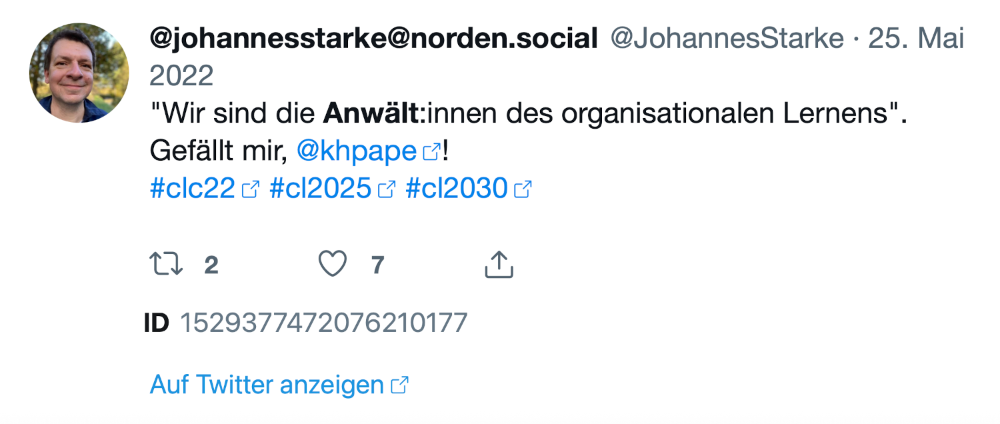 @johannesstarke@norden.social @JohannesStarke · 25. Mai
2022
"Wir sind die Anwält:innen des organisationalen Lernens".
Gefällt mir, @khpape!
#clc22 #cl2025 #cl2030
2 7
ID 1529377472076210177
Auf Twitter anzeigen